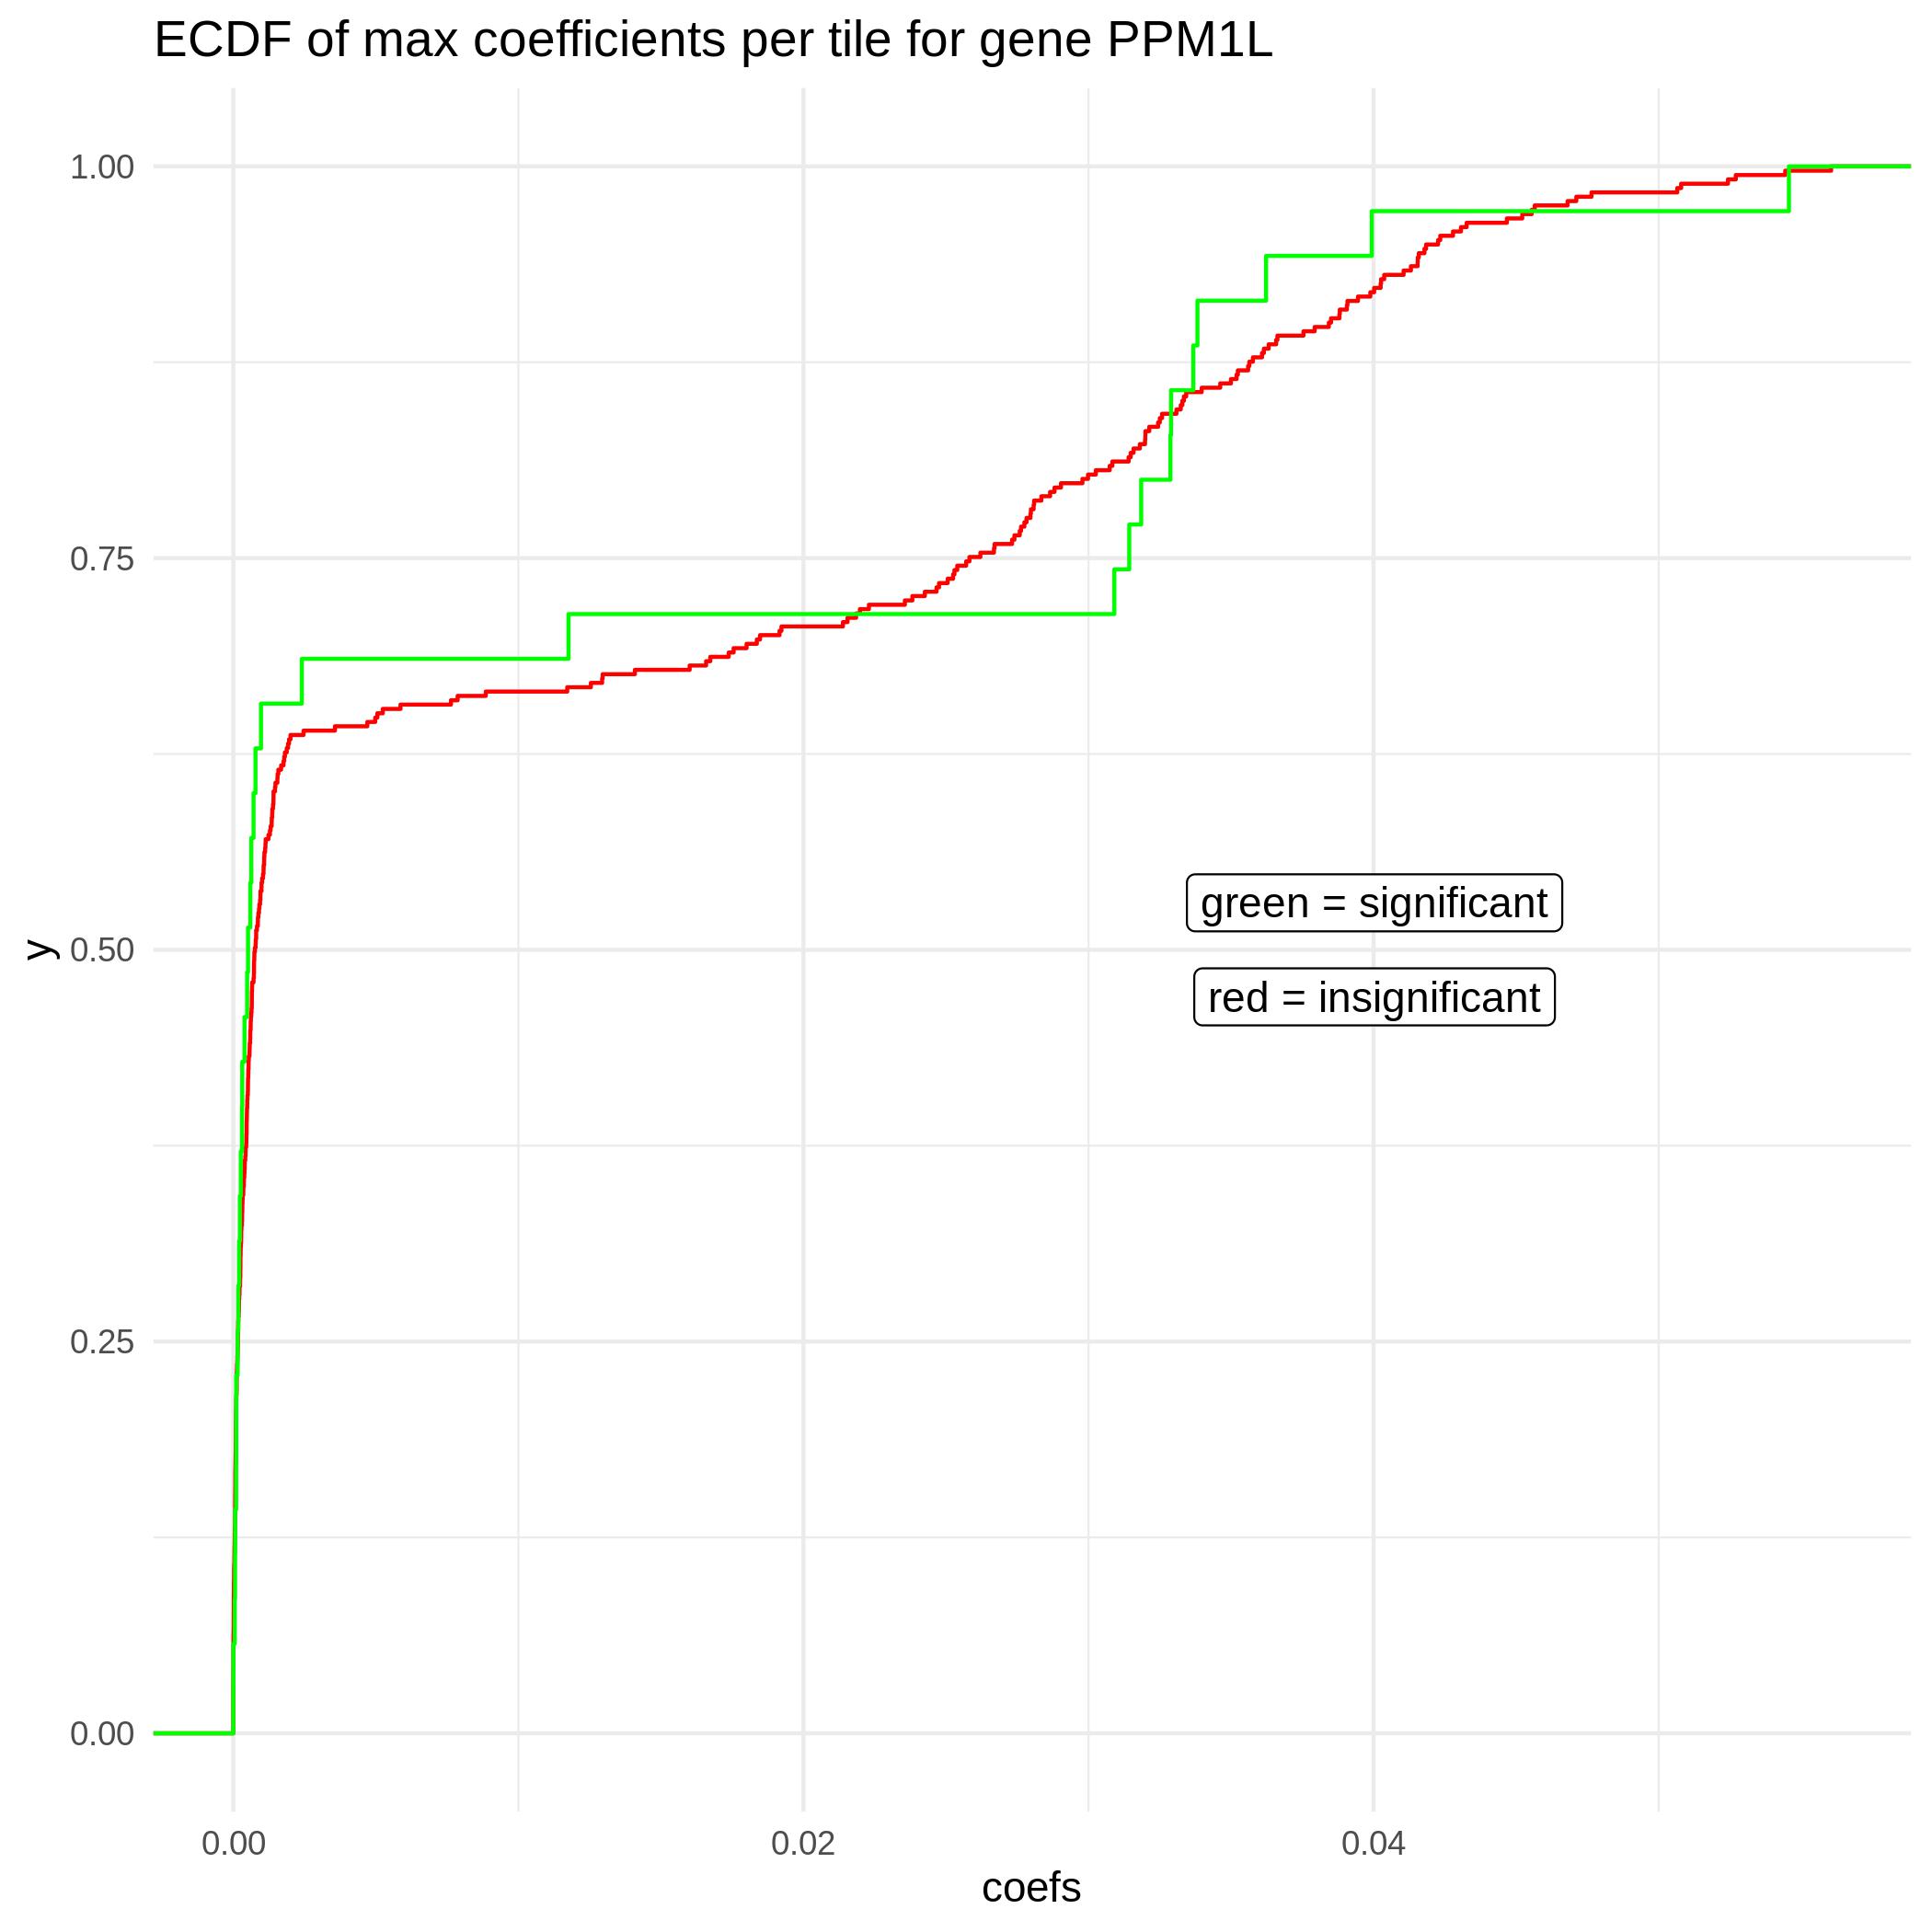 ECDF of max coefficients per tile for gene PPM1L
1.00
0.75
0.50
0.25
0.00
y
green = significant
red = insignificant
0.00
0.02
0.04
coefs